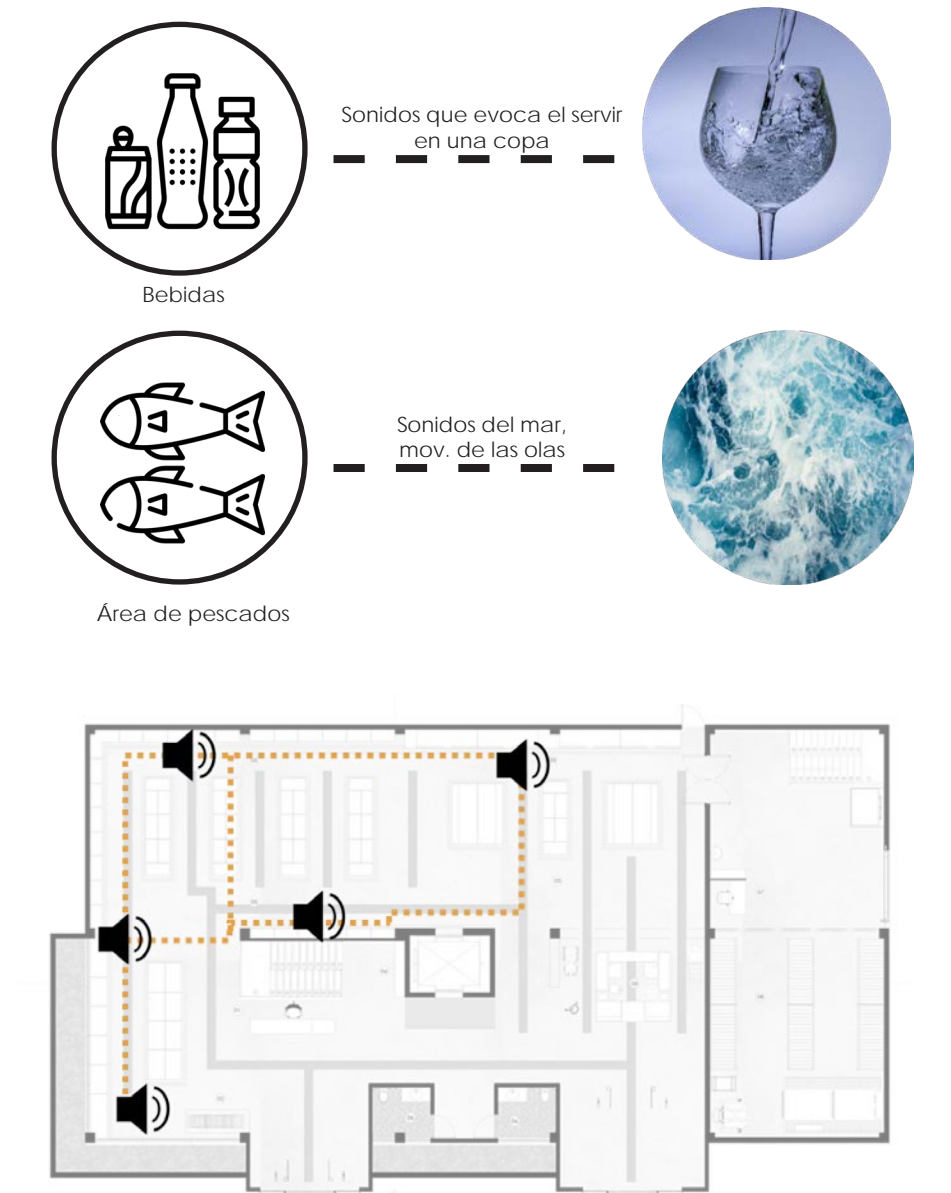 Sonidos que evoca el servir
en una copa
Bebidas
Sonidos del mar,
mov. de las olas
Área de pescados